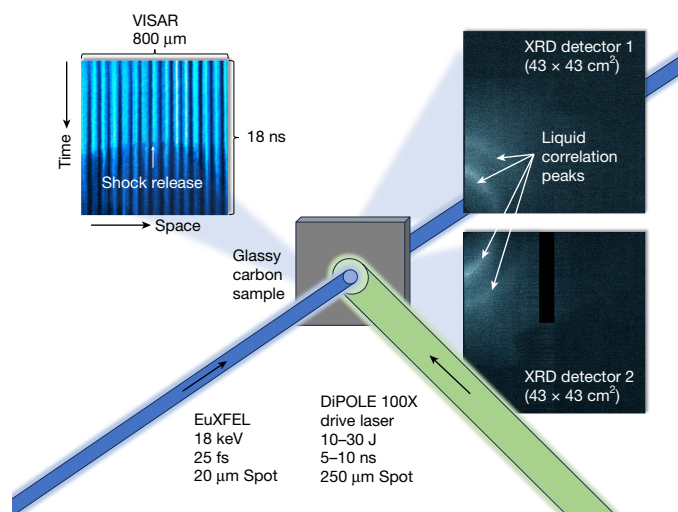 VISAR
800 μm
Time
18 ns
Shock release
Space
XRD detector 1
(43 × 43 cm²)
Liquid
correlation
peaks
Glassy
carbon
sample
XRD detector 2
(43 × 43 cm²)
EuXFEL
18 keV
25 fs
20 μm Spot
DiPOLE 100X
drive laser
10–30 J
5–10 ns
250 μm Spot